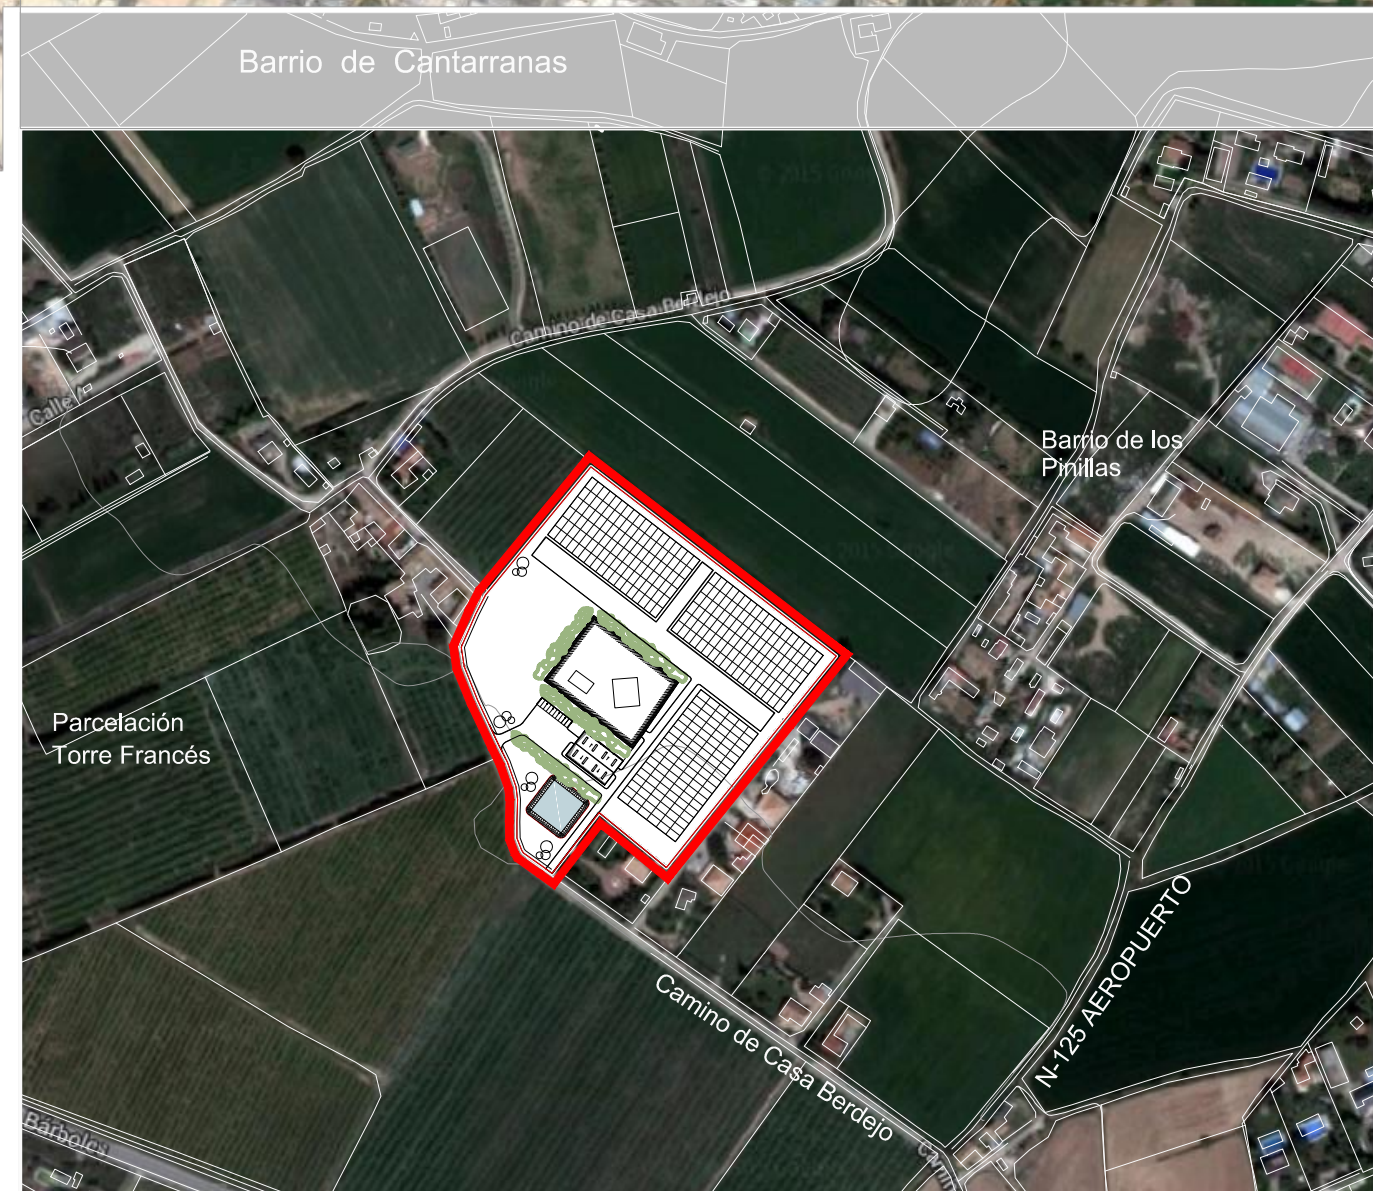 Barrio de Cantarranas
Camino de Casa Berdejo
Calle
Barrio de los
Pinillas
Parcelación
Torre Francés
Camino de Casa Berdejo
N-125 AEROPUERTO
Bárboles